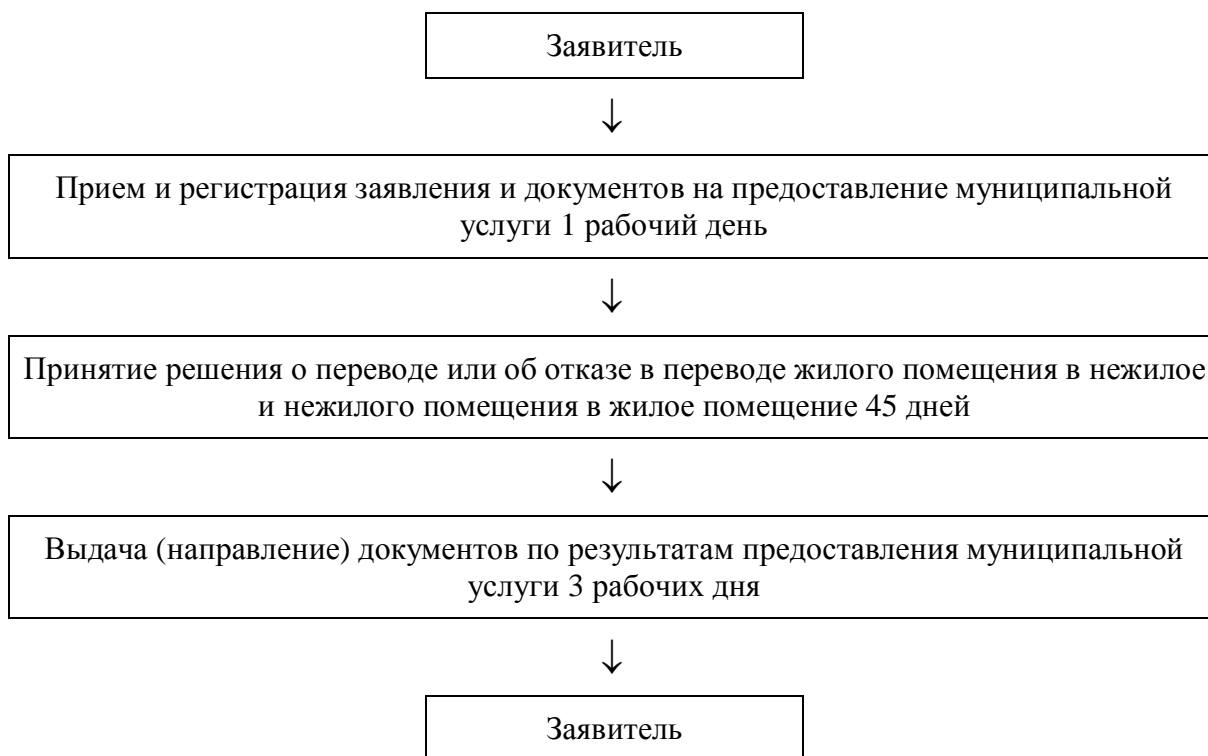 Заявитель
↓
Прием и регистрация заявления и документов на предоставление муниципальной
услуги 1 рабочий день
↓
Принятие решения о переводе или об отказе в переводе жилого помещения в нежилое
и нежилого помещения в жилое помещение 45 дней
↓
Выдача (направление) документов по результатам предоставления муниципальной
услуги 3 рабочих дня
↓
Заявитель